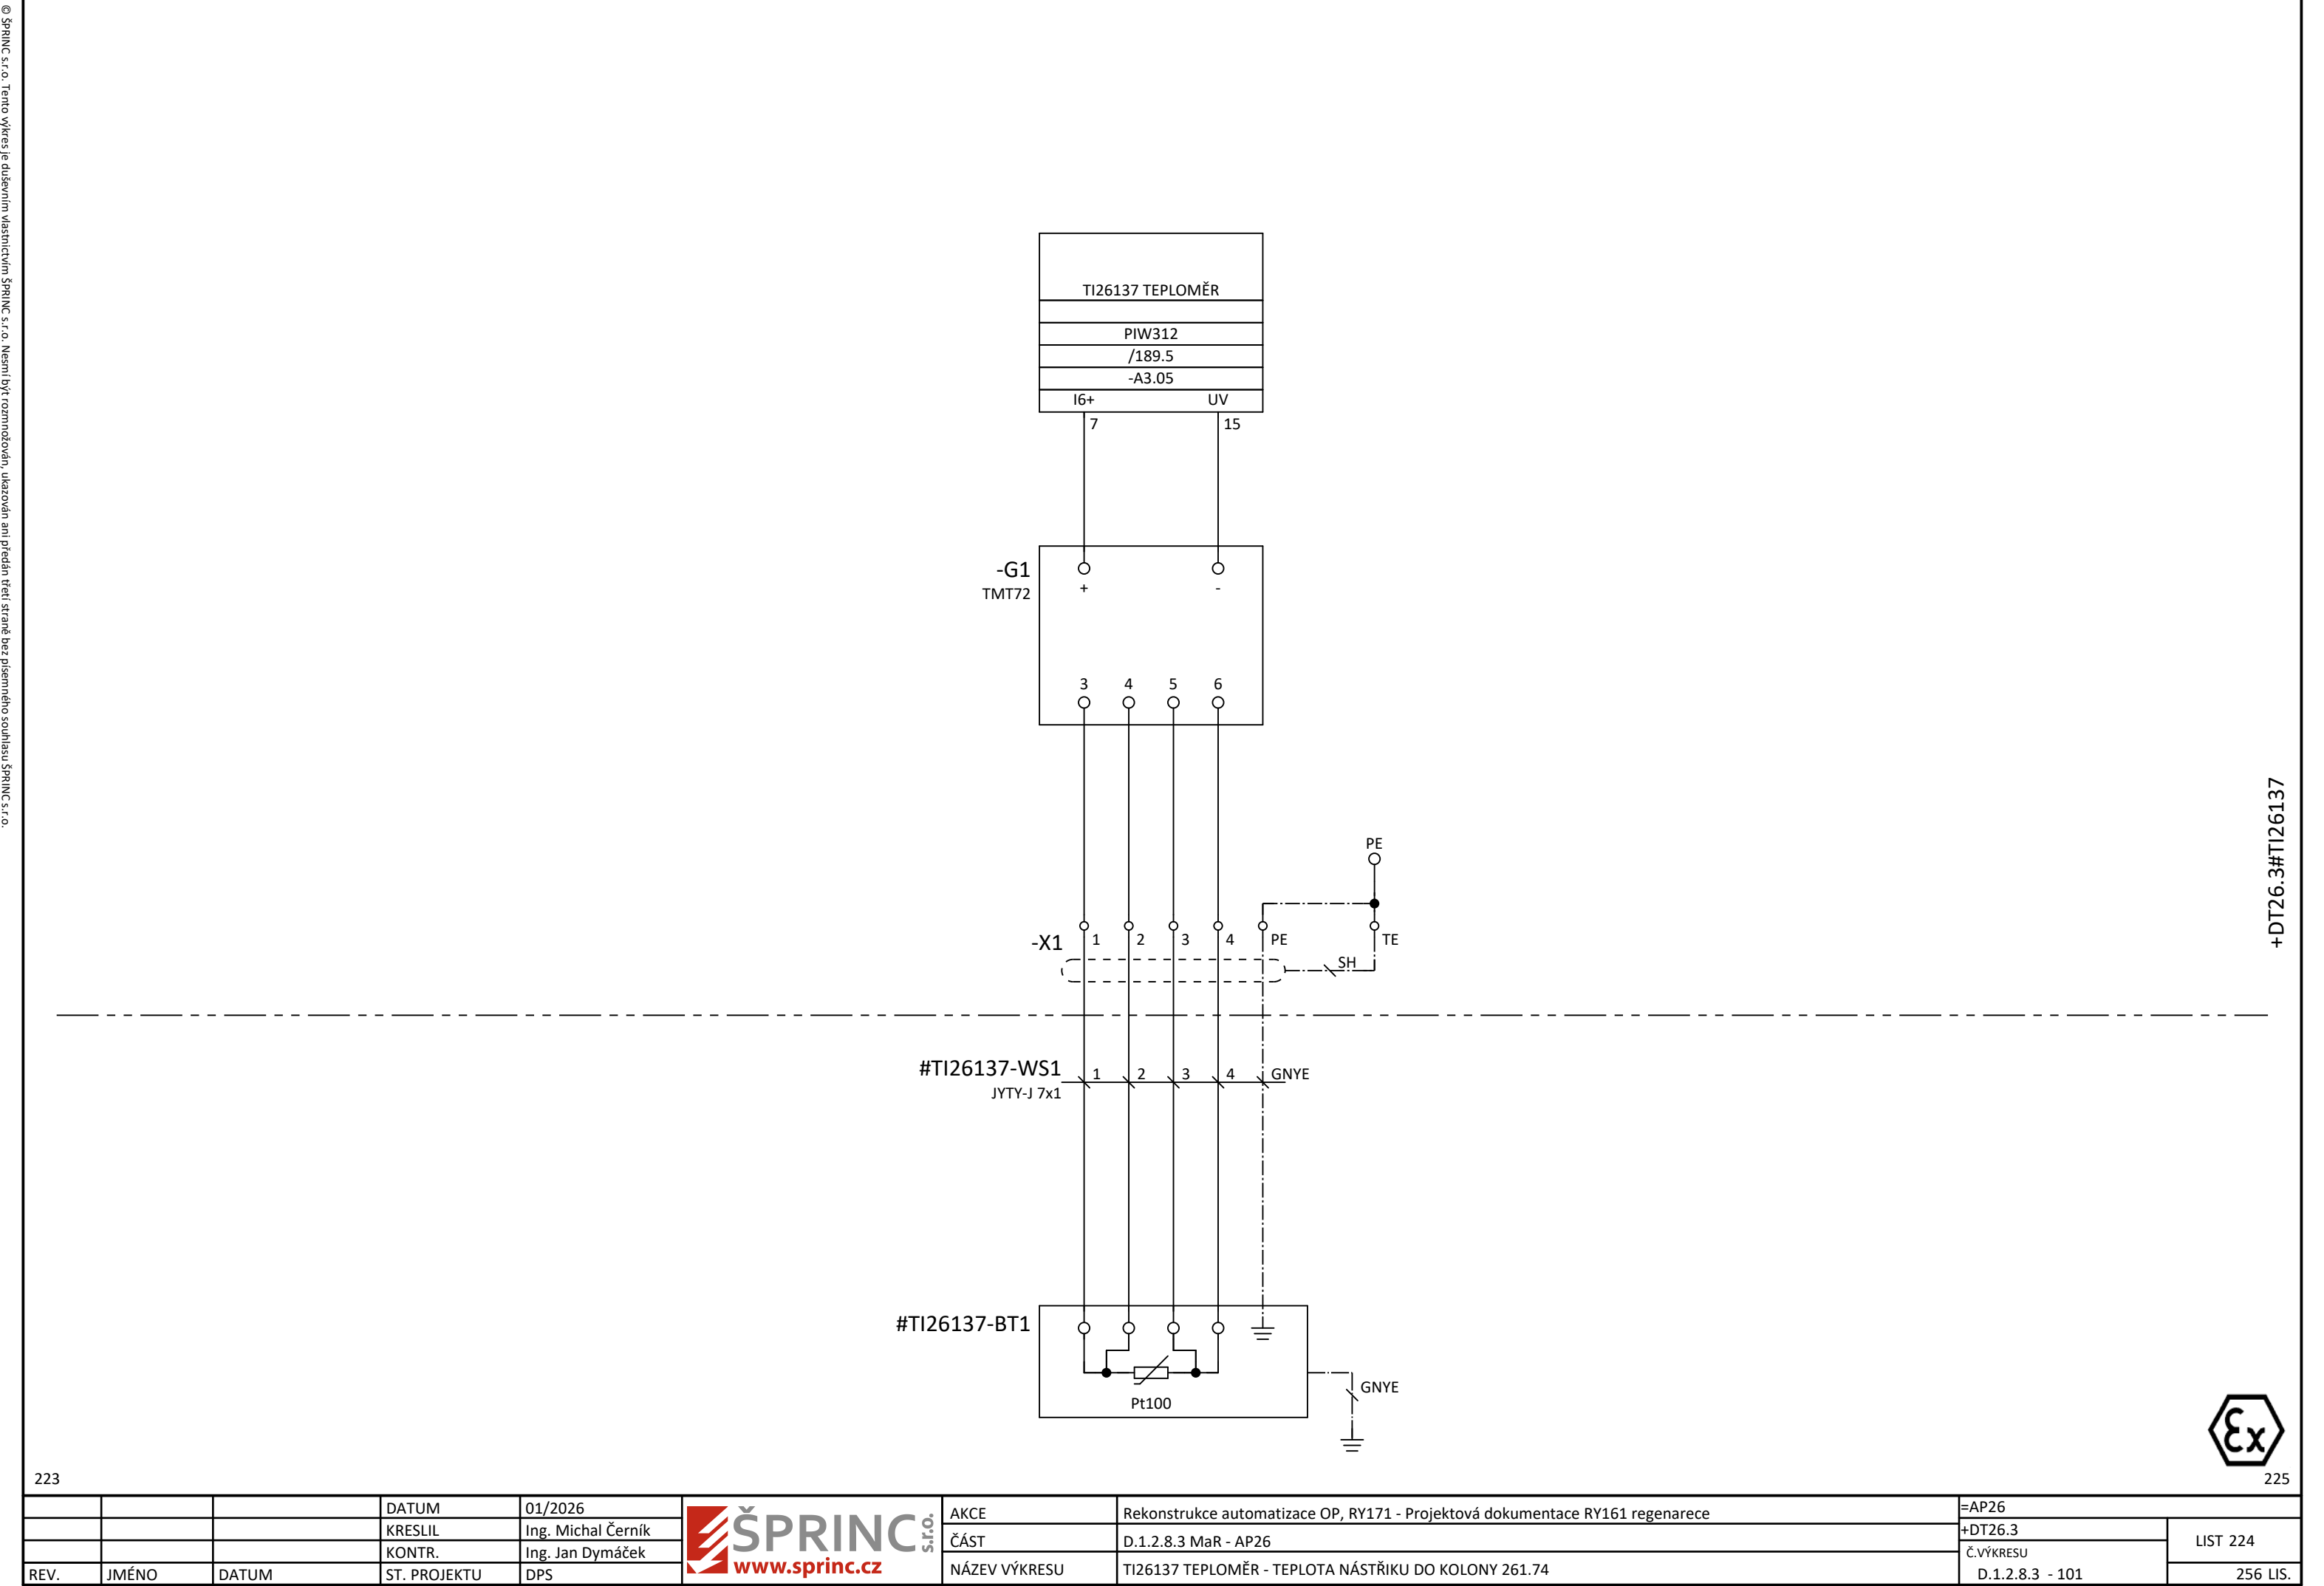 © ŠPRINC s.r.o. Tento výkres je duševním vlastnictvím ŠPRINC s.r.o. Nesmí být rozmnožován, ukazován ani předán třetí straně bez písemného souhlasu ŠPRINC s.r.o.
TI26137 TEPLOMĚR
PIW312
/189.5
-A3.05
I6+ UV
7 15
-G1
TMT72
+ -
3 4 5 6
PE
-X1 1 2 3 4 PE TE
SH
+DT26.3#TI26137
#TI26137-WS1 1 2 3 4 GNYE
JYTY-J 7x1
#TI26137-BT1
Pt100
GNYE
Ex
223
225
DATUM 01/2026
KRESLIL Ing. Michal Černík
KONTR. Ing. Jan Dymáček
REV. JMÉNO DATUM ST. PROJEKTU DPS
ŠPRINC s.r.o.
www.sprinc.cz
AKCE Rekonstrukce automatizace OP, RY171 - Projektová dokumentace RY161 regenarece
ČÁST D.1.2.8.3 MaR - AP26
NÁZEV VÝKRESU TI26137 TEPLOMĚR - TEPLOTA NÁSTŘIKU DO KOLONY 261.74
=AP26
+DT26.3
Č.VÝKRESU
D.1.2.8.3 - 101
LIST 224
256 LIS.